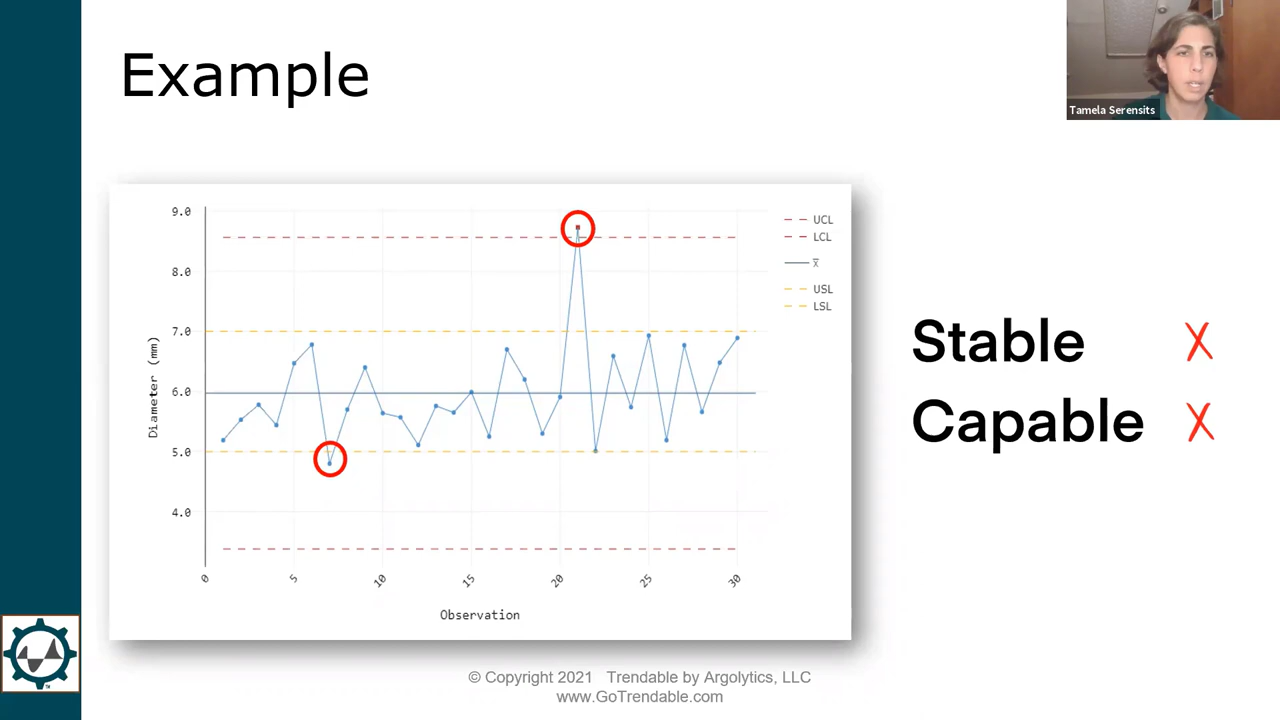 Example
Tamela Serensits
9.0
8.0
7.0
6.0
5.0
4.0
Diameter (mm)
0
5
10
15
20
25
30
Observation
UCL
LCL
x̅
USL
LSL
Stable X
Capable X
© Copyright 2021 Trendable by Argolytics, LLC
www.GoTrendable.com
TM